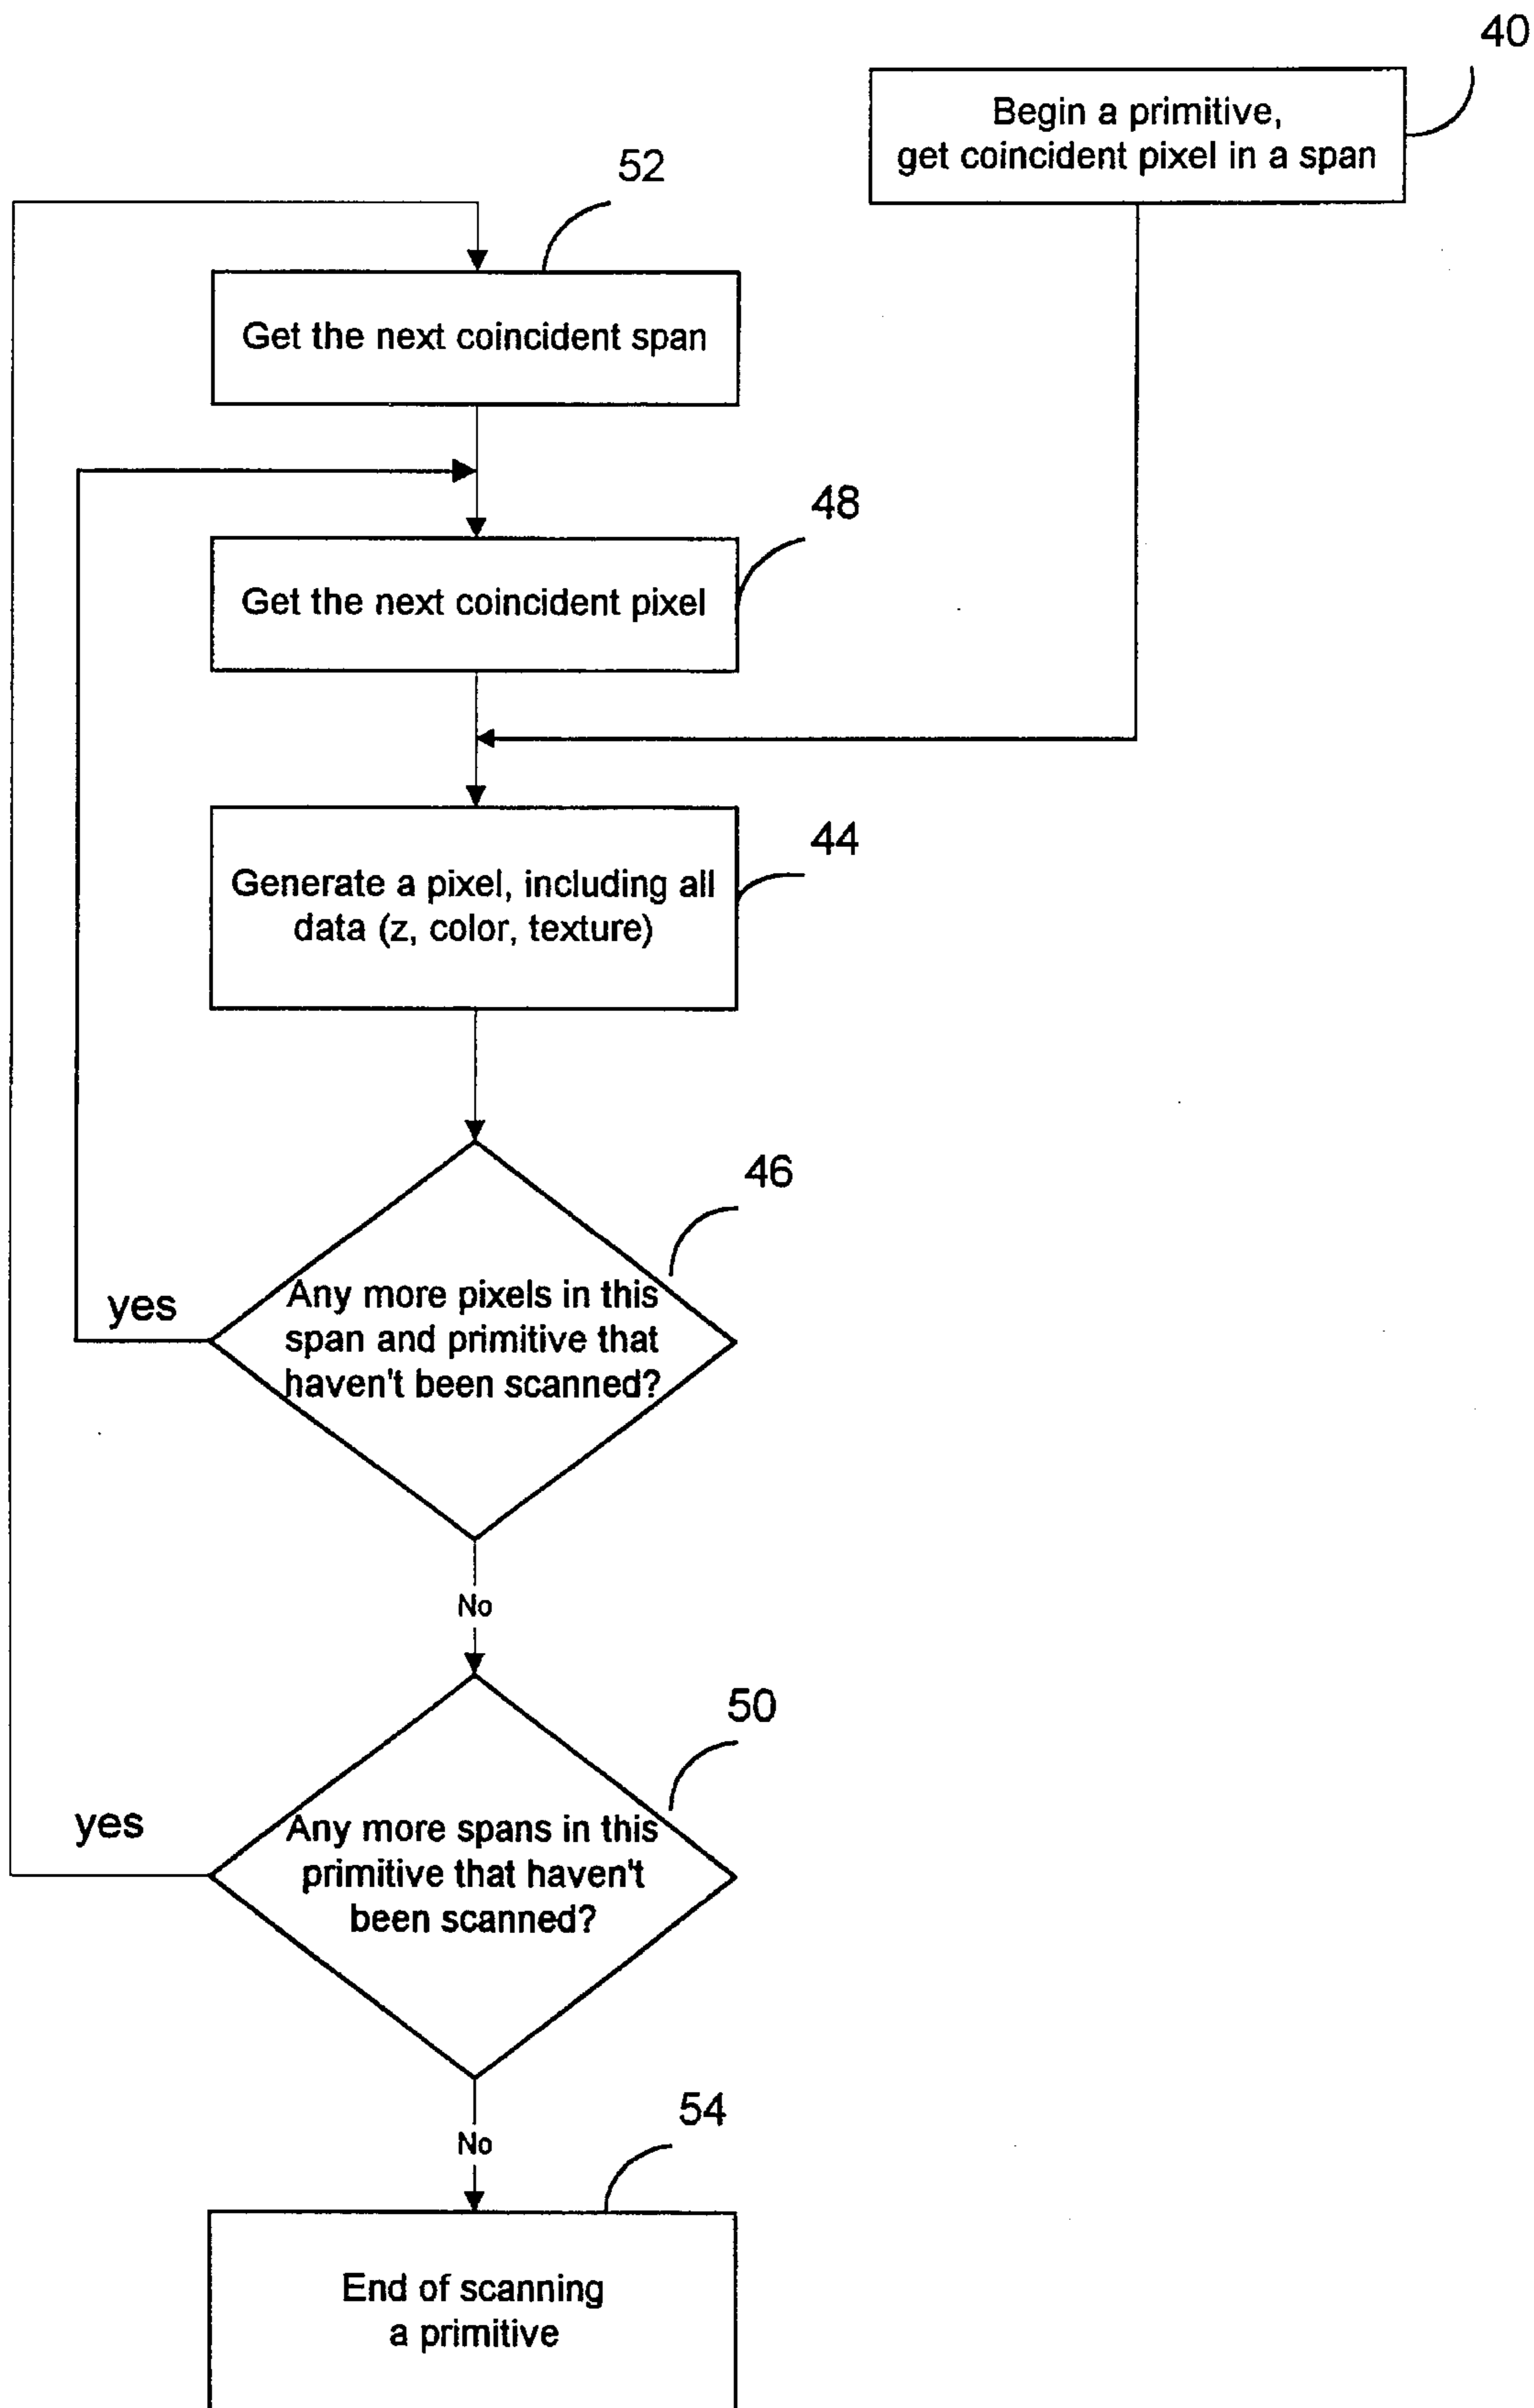 40
Begin a primitive,
get coincident pixel in a span
52
Get the next coincident span
48
Get the next coincident pixel
44
Generate a pixel, including all
data (z, color, texture)
46
Any more pixels in this
span and primitive that
haven't been scanned?
yes
No
50
Any more spans in this
primitive that haven't
been scanned?
yes
No
54
End of scanning
a primitive